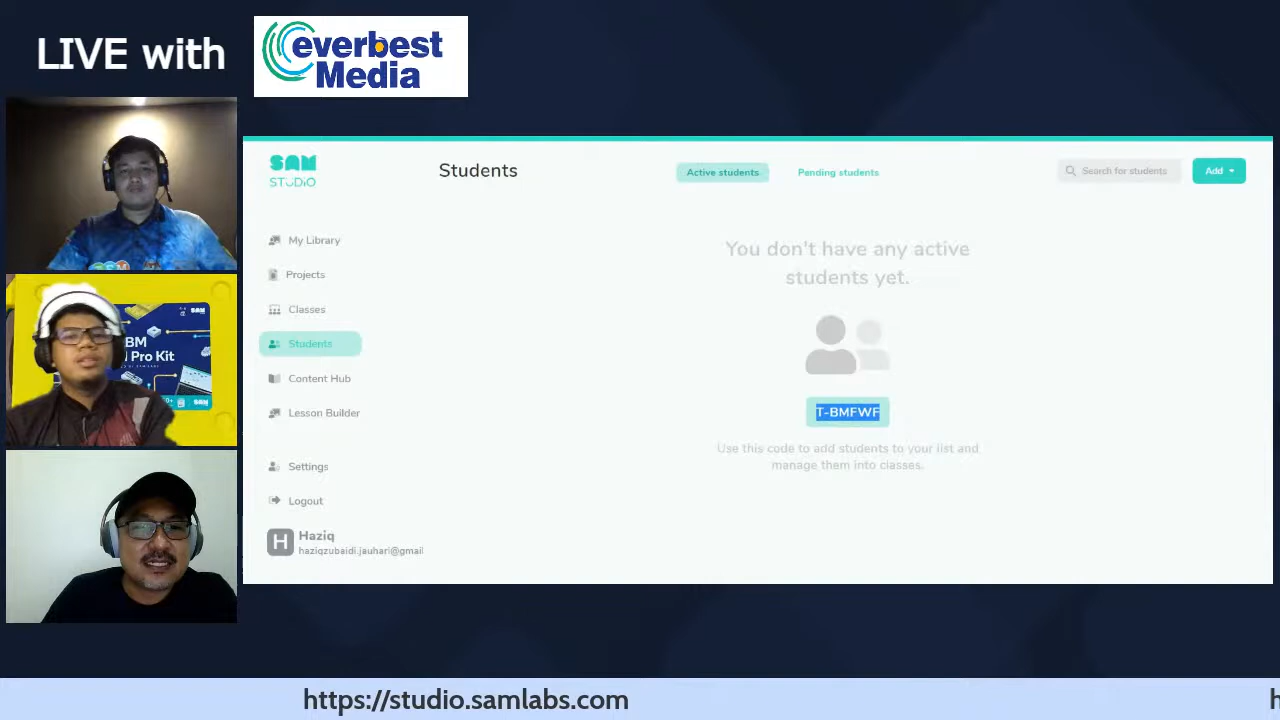 LIVE with
everbest
Media
BM
Pro Kit
SAM
STUDIO
Students
Active students
Pending students
Search for students
Add
My Library
Projects
Classes
Students
Content Hub
Lesson Builder
Settings
Logout
H
Haziq
haziqzubaidi.jauhari@gmail
You don't have any active
students yet.
T-BMFWF
Use this code to add students to your list and
manage them into classes.
https://studio.samlabs.com
h